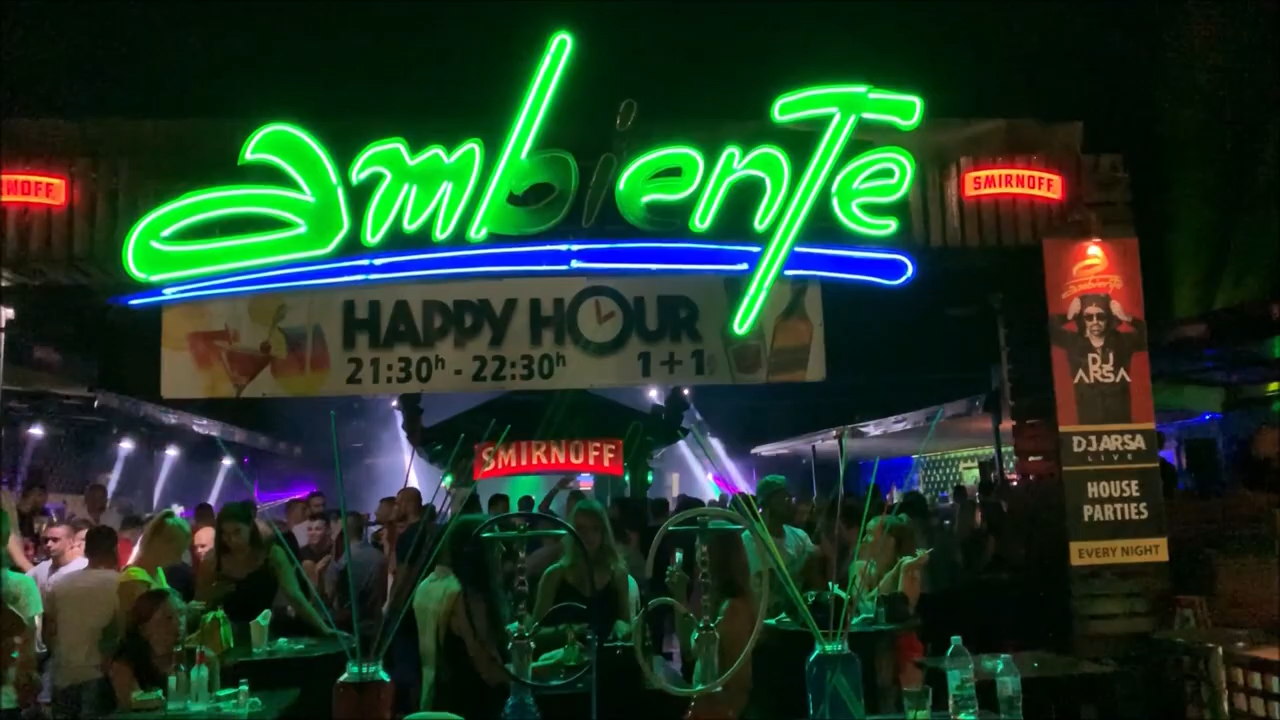 ambienTe
NOFF
SMIRNOFF
HAPPY HOUR
21:30h - 22:30h 1+1
SMIRNOFF
ambienTe
DJ
ARSA
DJ ARSA
LIVE
HOUSE
PARTIES
EVERY NIGHT